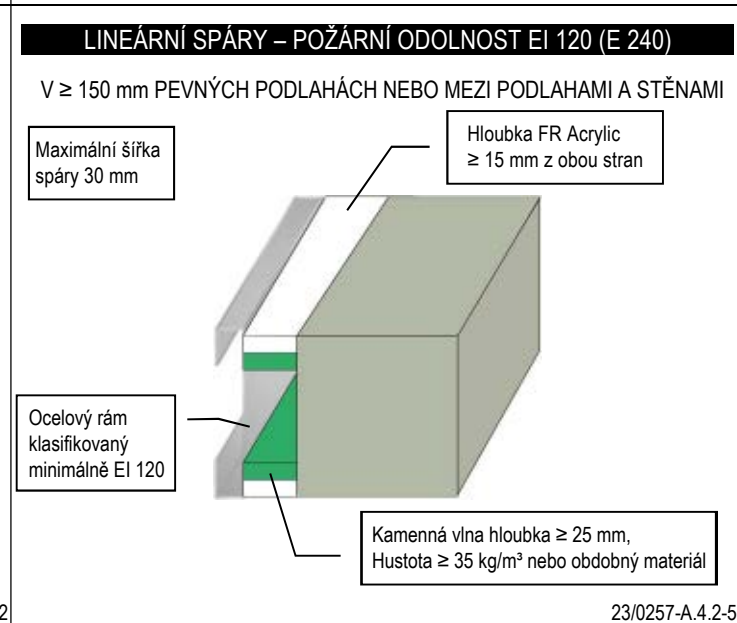 LINEÁRNÍ SPÁRY – POŽÁRNÍ ODOLNOST EI 120 (E 240)
V ≥ 150 mm PEVNÝCH PODLAHÁCH NEBO MEZI PODLAHAMI A STĚNAMI
Maximální šířka
spáry 30 mm
Hloubka FR Acrylic
≥ 15 mm z obou stran
Ocelový rám
klasifikovaný
minimálně EI 120
Kamenná vlna hloubka ≥ 25 mm,
Hustota ≥ 35 kg/m³ nebo obdobný materiál
2
23/0257-A.4.2-5